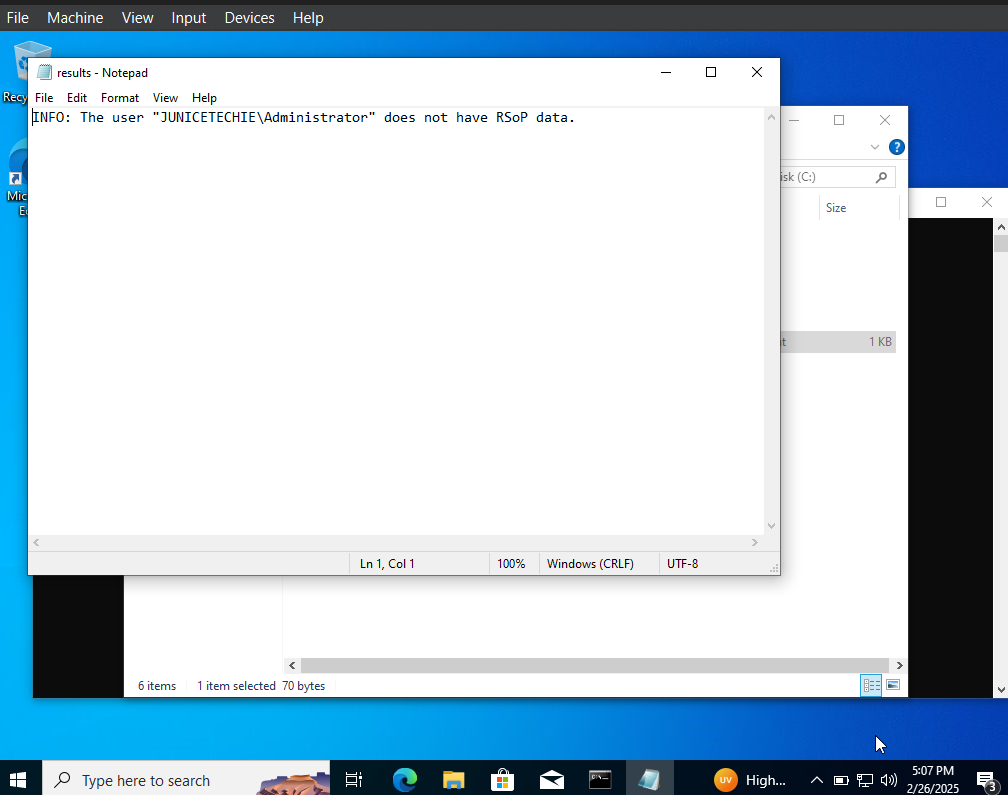 File Machine View Input Devices Help
results - Notepad
File Edit Format View Help
INFO: The user "JUNICETECHIE\Administrator" does not have RSoP data.
isk (C:)
Size
1 KB
Ln 1, Col 1 100% Windows (CRLF) UTF-8
6 items 1 item selected 70 bytes
Type here to search
UV High...
5:07 PM
2/26/2025
3